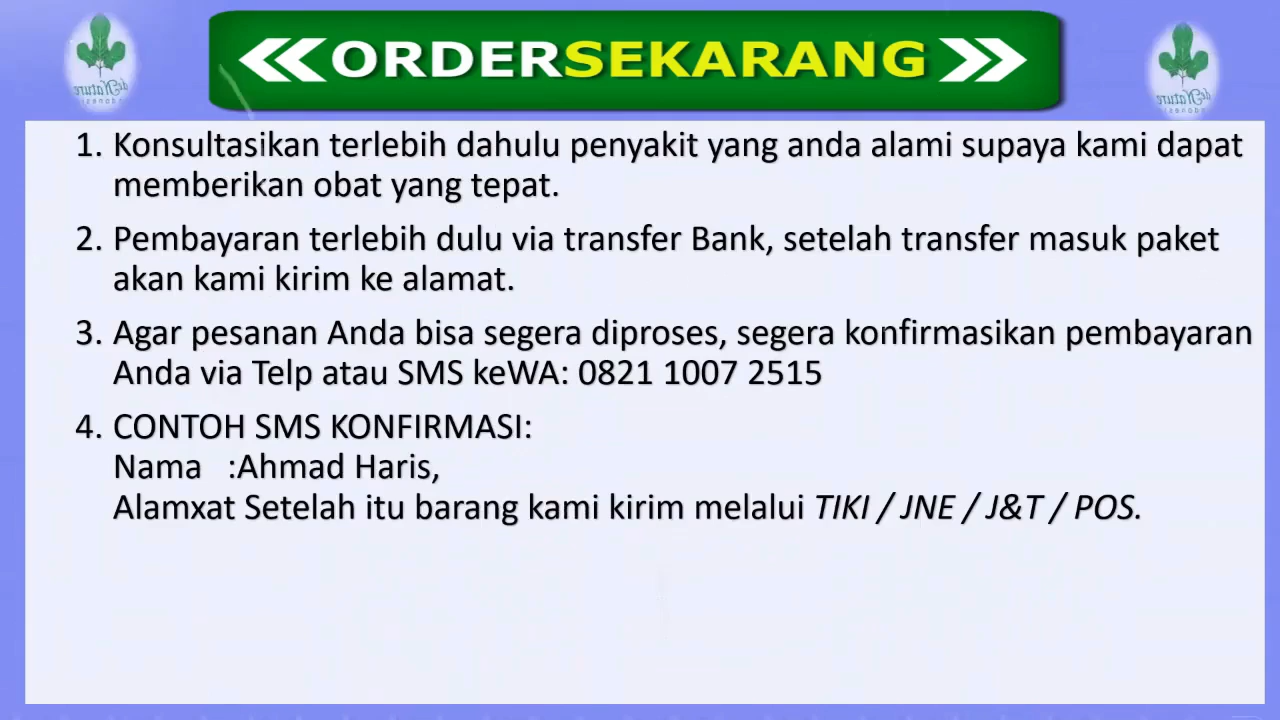 ORDERSEKARANG
1. Konsultasikan terlebih dahulu penyakit yang anda alami supaya kami dapat
memberikan obat yang tepat.
2. Pembayaran terlebih dulu via transfer Bank, setelah transfer masuk paket
akan kami kirim ke alamat.
3. Agar pesanan Anda bisa segera diproses, segera konfirmasikan pembayaran
Anda via Telp atau SMS keWA: 0821 1007 2515
4. CONTOH SMS KONFIRMASI:
Nama :Ahmad Haris,
Alamxat Setelah itu barang kami kirim melalui TIKI / JNE / J&T / POS.